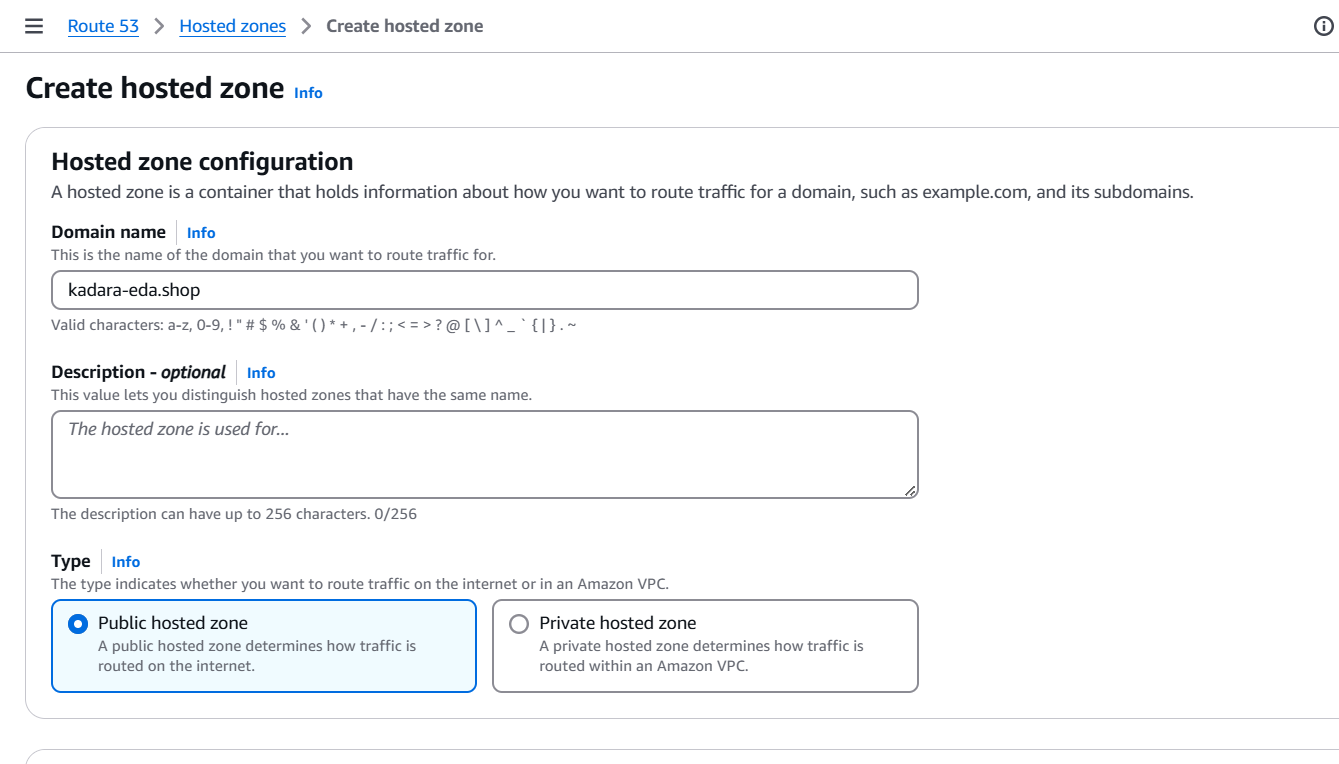 Route 53 > Hosted zones > Create hosted zone
Create hosted zone Info
Hosted zone configuration
A hosted zone is a container that holds information about how you want to route traffic for a domain, such as example.com, and its subdomains.
Domain name Info
This is the name of the domain that you want to route traffic for.
kadara-eda.shop
Valid characters: a-z, 0-9, ! " # $ % & ' ( ) * + , - / : ; < = > ? @ [ \ ] ^ _ ` { | } . ~
Description - optional Info
This value lets you distinguish hosted zones that have the same name.
The hosted zone is used for...
The description can have up to 256 characters. 0/256
Type Info
The type indicates whether you want to route traffic on the internet or in an Amazon VPC.
Public hosted zone
A public hosted zone determines how traffic is
routed on the internet.
Private hosted zone
A private hosted zone determines how traffic is
routed within an Amazon VPC.